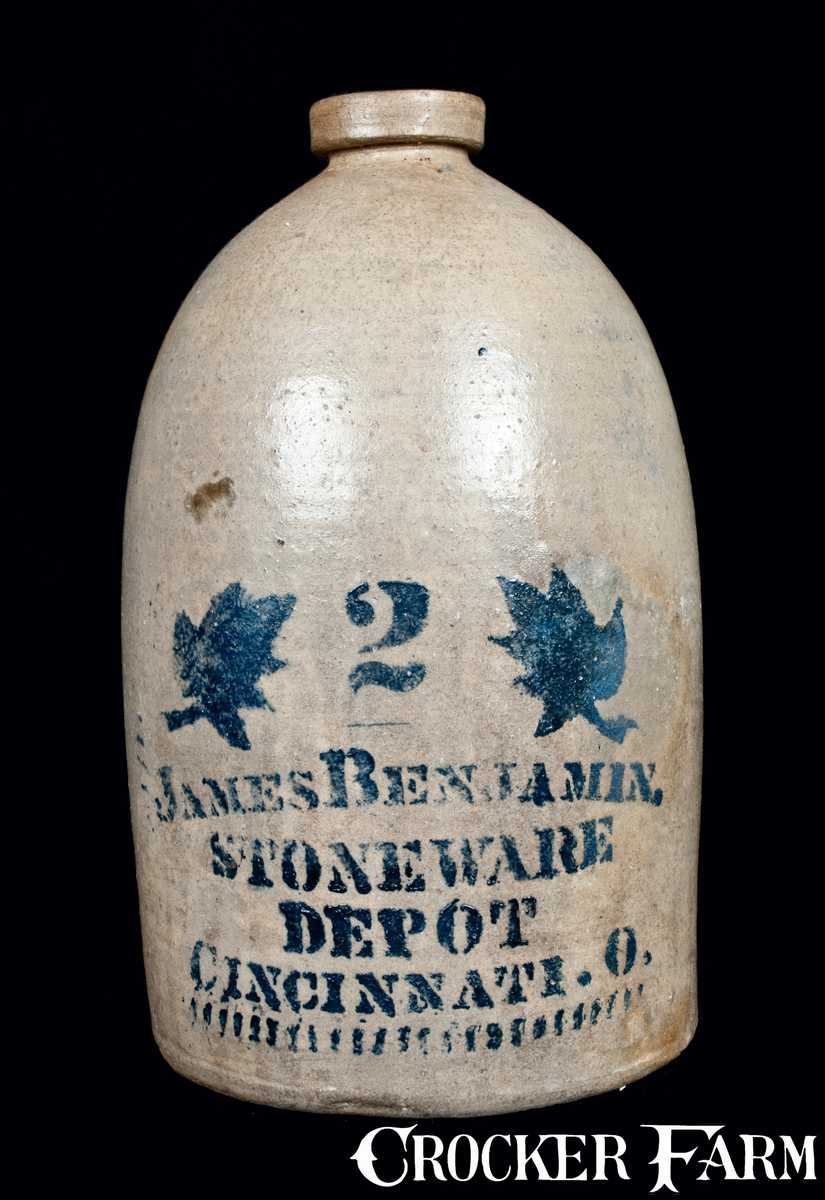 2
JAMES BENJAMIN,
STONEWARE
DEPOT
CINCINNATI. O.
CROCKER FARM